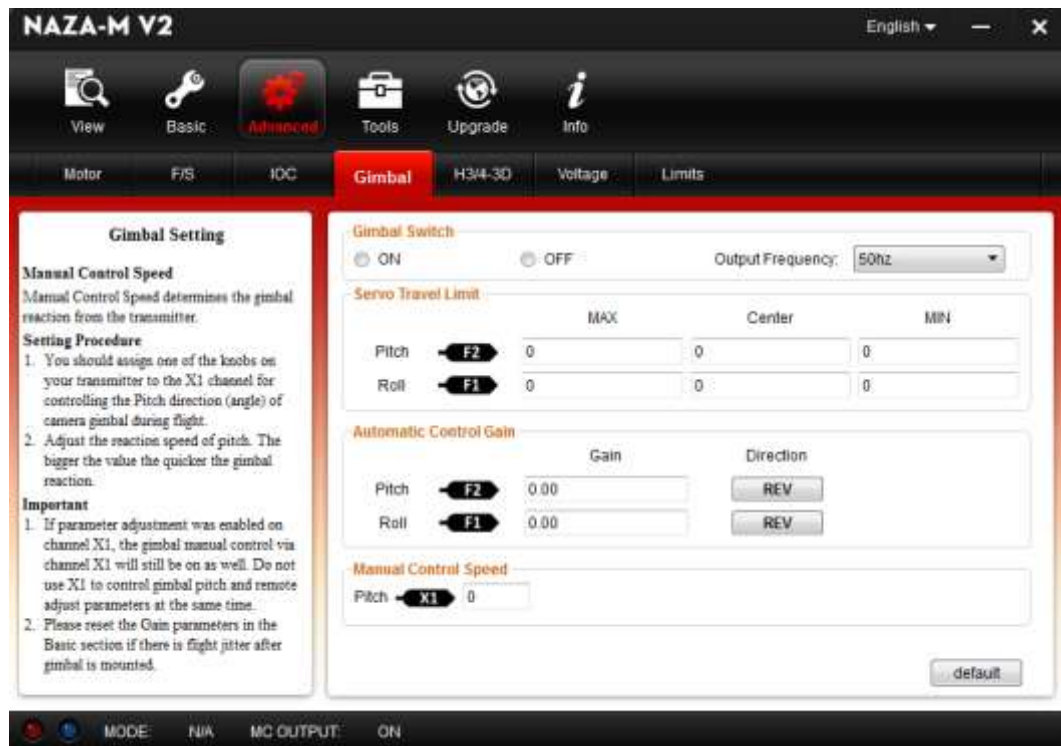 NAZA-M V2
English
View Basic Advanced Tools Upgrade Info
Motor F/S IOC Gimbal H3/4-3D Voltage Limits
Gimbal Setting
Manual Control Speed
Manual Control Speed determines the gimbal
reaction from the transmitter.
Setting Procedure
1. You should assign one of the knobs on
your transmitter to the X1 channel for
controlling the Pitch direction (angle) of
camera gimbal during flight.
2. Adjust the reaction speed of pitch. The
bigger the value the quicker the gimbal
reaction.
Important
1. If parameter adjustment was enabled on
channel X1, the gimbal manual control via
channel X1 will still be on as well. Do not
use X1 to control gimbal pitch and remote
adjust parameters at the same time.
2. Please reset the Gain parameters in the
Basic section if there is flight jitter after
gimbal is mounted.
Gimbal Switch
ON OFF Output Frequency: 50hz
Servo Travel Limit
MAX Center MIN
Pitch F2 0 0 0
Roll F1 0 0 0
Automatic Control Gain
Gain Direction
Pitch F2 0.00 REV
Roll F1 0.00 REV
Manual Control Speed
Pitch X1 0
default
MODE: N/A MC OUTPUT: ON